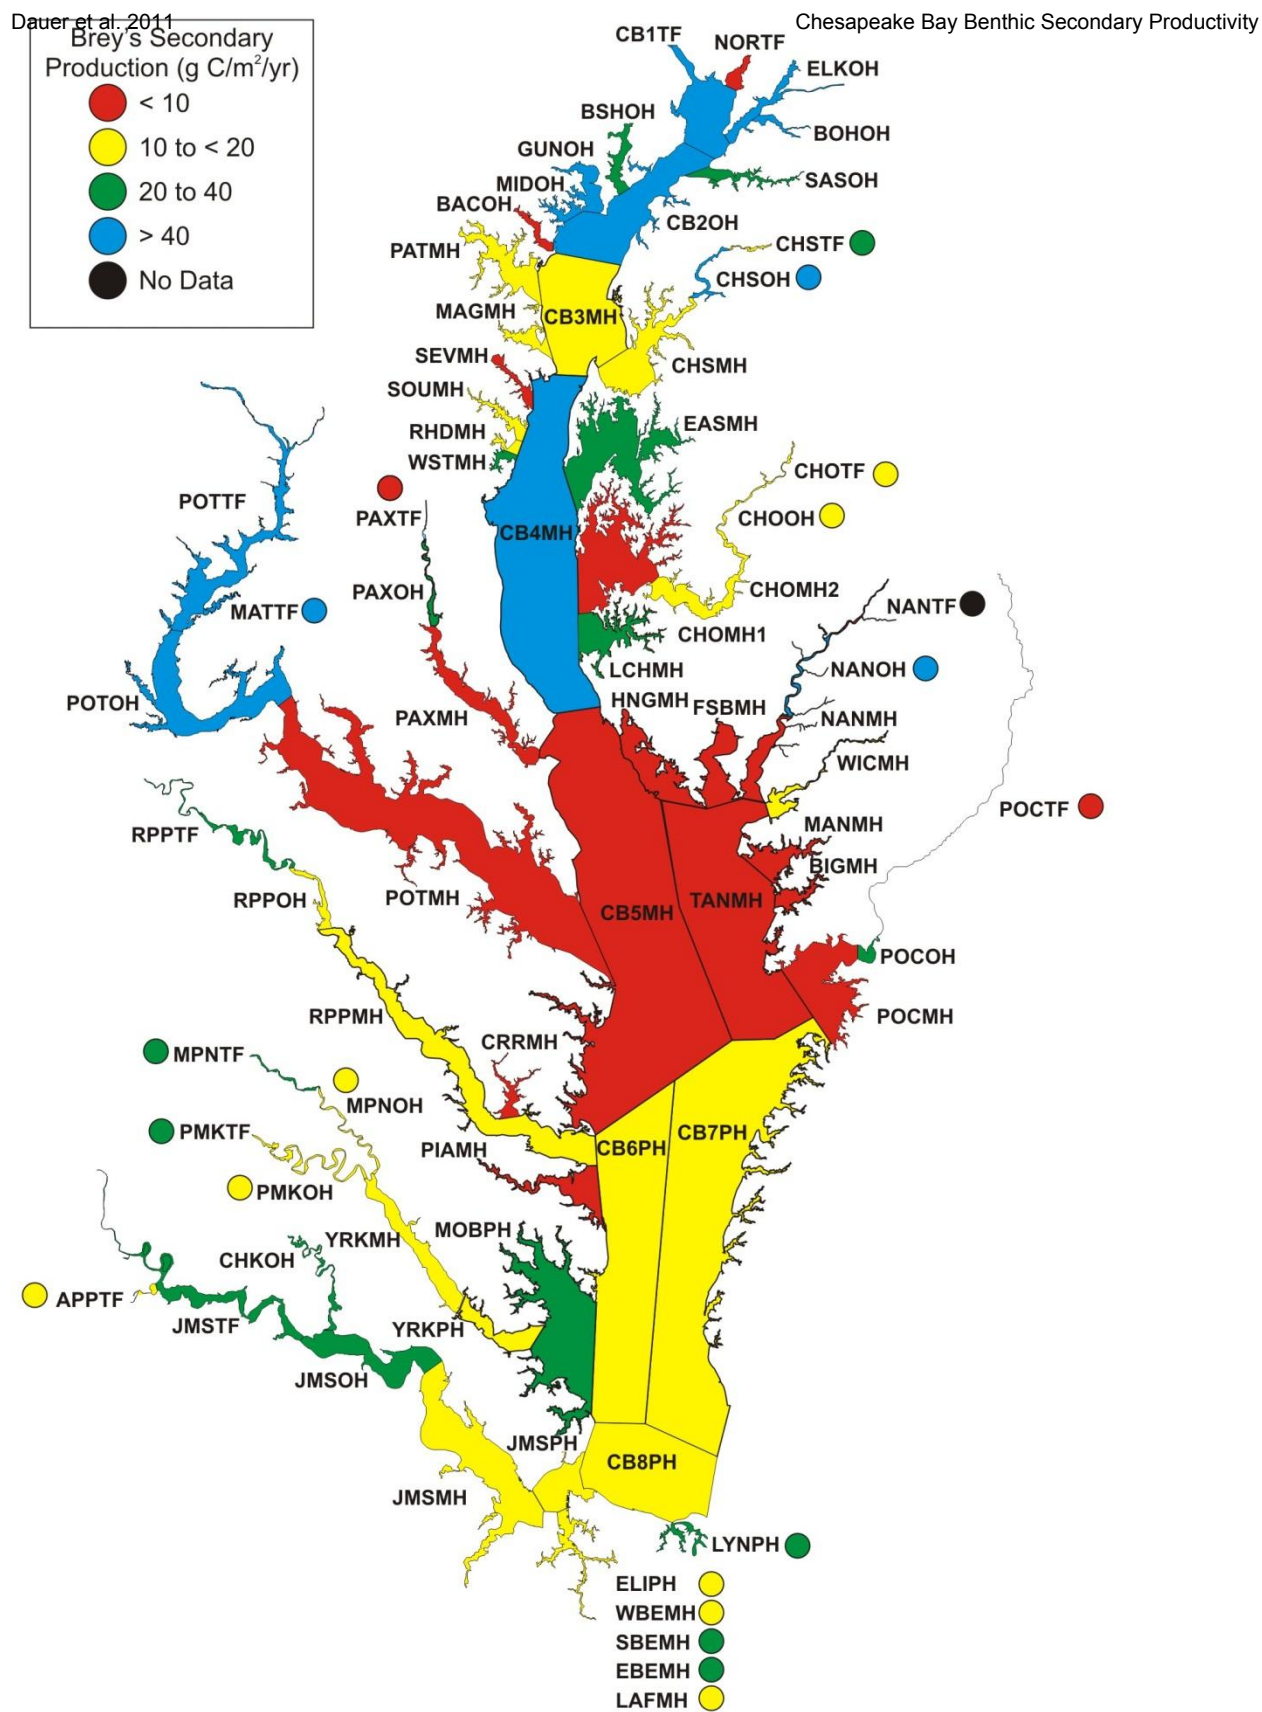 Dauer et al. 2011
Chesapeake Bay Benthic Secondary Productivity
Brey's Secondary
Production (g C/m²/yr)
< 10
10 to < 20
20 to 40
> 40
No Data
CB1TF
NORTF
ELKOH
BSHOH
BOHOH
GUNOH
MIDOH
SASOH
BACOH
CB2OH
PATMH
CHSTF
CHSOH
MAGMH
CB3MH
SEVMH
CHSMH
SOUMH
RHDMH
EASMH
WSTMH
CHOTF
POTTF
PAXTF
CHOOH
CB4MH
PAXOH
CHOMH2
MATTF
NANTF
CHOMH1
LCHMH
NANOH
POTOH
HNGMH
FSBMH
PAXMH
NANMH
WICMH
POCTF
RPPTF
MANMH
BIGMH
RPPOH
POTMH
CB5MH
TANMH
POCOH
RPPMH
POCMH
CRRMH
MPNTF
MPNOH
PMKTF
CB7PH
PIAMH
CB6PH
PMKOH
MOBPH
YRKMH
CHKOH
APPTF
JMSTF
YRKPH
JMSOH
JMSPH
CB8PH
JMSMH
LYNPH
ELIPH
WBEMH
SBEMH
EBEMH
LAFMH